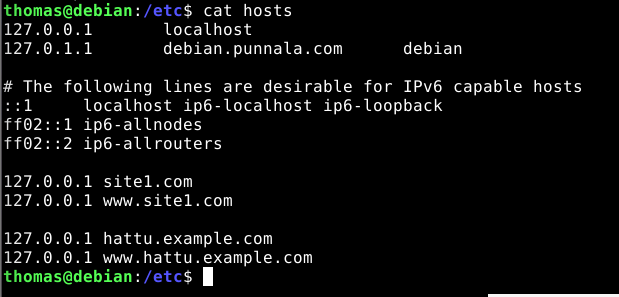 thomas@debian:/etc$ cat hosts
127.0.0.1       localhost
127.0.1.1       debian.punnala.com      debian
# The following lines are desirable for IPv6 capable hosts
::1     localhost ip6-localhost ip6-loopback
ff02::1 ip6-allnodes
ff02::2 ip6-allrouters
127.0.0.1 site1.com
127.0.0.1 www.site1.com
127.0.0.1 hattu.example.com
127.0.0.1 www.hattu.example.com
thomas@debian:/etc$